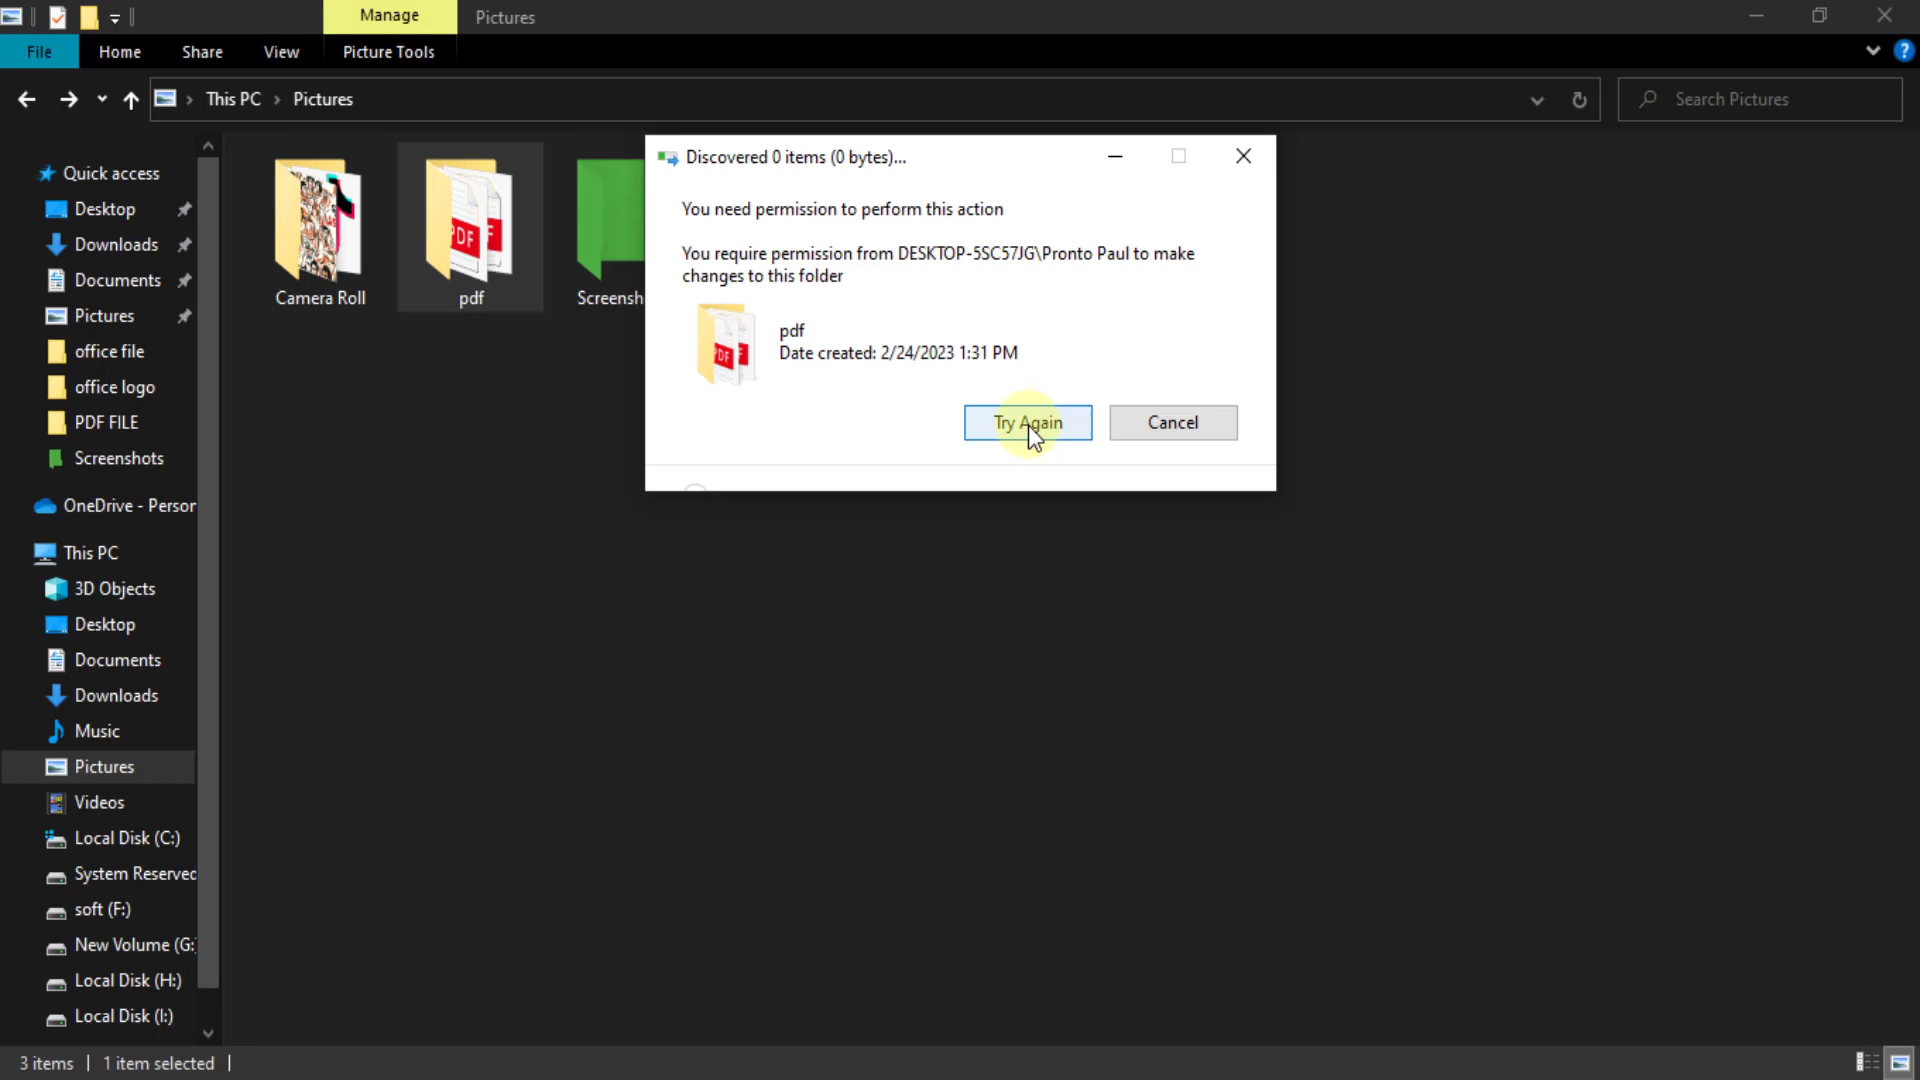 Manage
Pictures
File
Home
Share
View
Picture Tools
This PC
Pictures
Search Pictures
Quick access
Desktop
Downloads
Documents
Pictures
office file
office logo
PDF FILE
Screenshots
OneDrive - Person
This PC
3D Objects
Desktop
Documents
Downloads
Music
Pictures
Videos
Local Disk (C:)
System Reserved
soft (F:)
New Volume (G:)
Local Disk (H:)
Local Disk (I:)
Camera Roll
pdf
Screensh
Discovered 0 items (0 bytes)...
You need permission to perform this action
You require permission from DESKTOP-5SC57JG\Pronto Paul to make
changes to this folder
PDF
pdf
Date created: 2/24/2023 1:31 PM
Try Again
Cancel
3 items
1 item selected